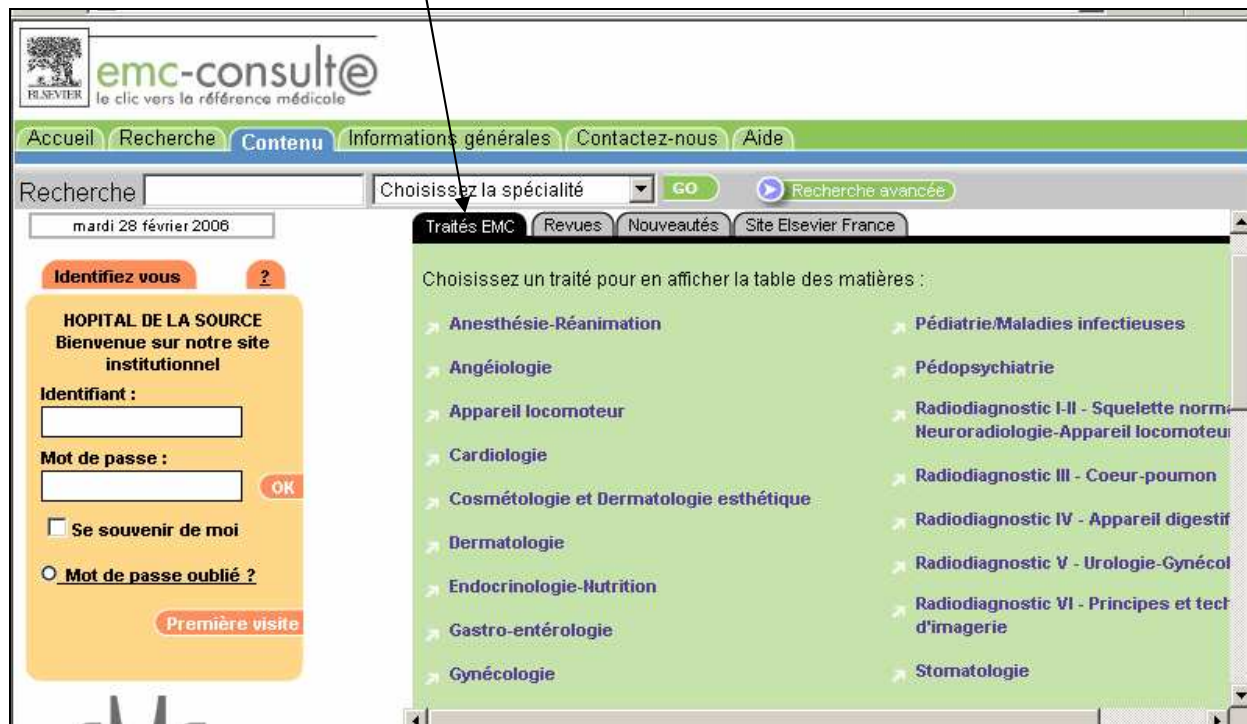 ELSEVIER
emc-consult@
le clic vers la référence médicale
Accueil Recherche Contenu Informations générales Contactez-nous Aide
Recherche Choisissez la spécialité GO Recherche avancée
mardi 28 février 2006
Traités EMC Revues Nouveautés Site Elsevier France
Identifiez vous ?
HOPITAL DE LA SOURCE
Bienvenue sur notre site
institutionnel
Identifiant :
Mot de passe :
OK
Se souvenir de moi
Mot de passe oublié ?
Première visite
Choisissez un traité pour en afficher la table des matières :
Anesthésie-Réanimation
Angéiologie
Appareil locomoteur
Cardiologie
Cosmétologie et Dermatologie esthétique
Dermatologie
Endocrinologie-Nutrition
Gastro-entérologie
Gynécologie
Pédiatrie/Maladies infectieuses
Pédopsychiatrie
Radiodiagnostic I-II - Squelette
Neuroradiologie-Appareil
Radiodiagnostic III - Coeur-poumon
Radiodiagnostic IV - Appareil digestif
Radiodiagnostic V -
Radiodiagnostic VI - Principes et
d'imagerie
Stomatologie